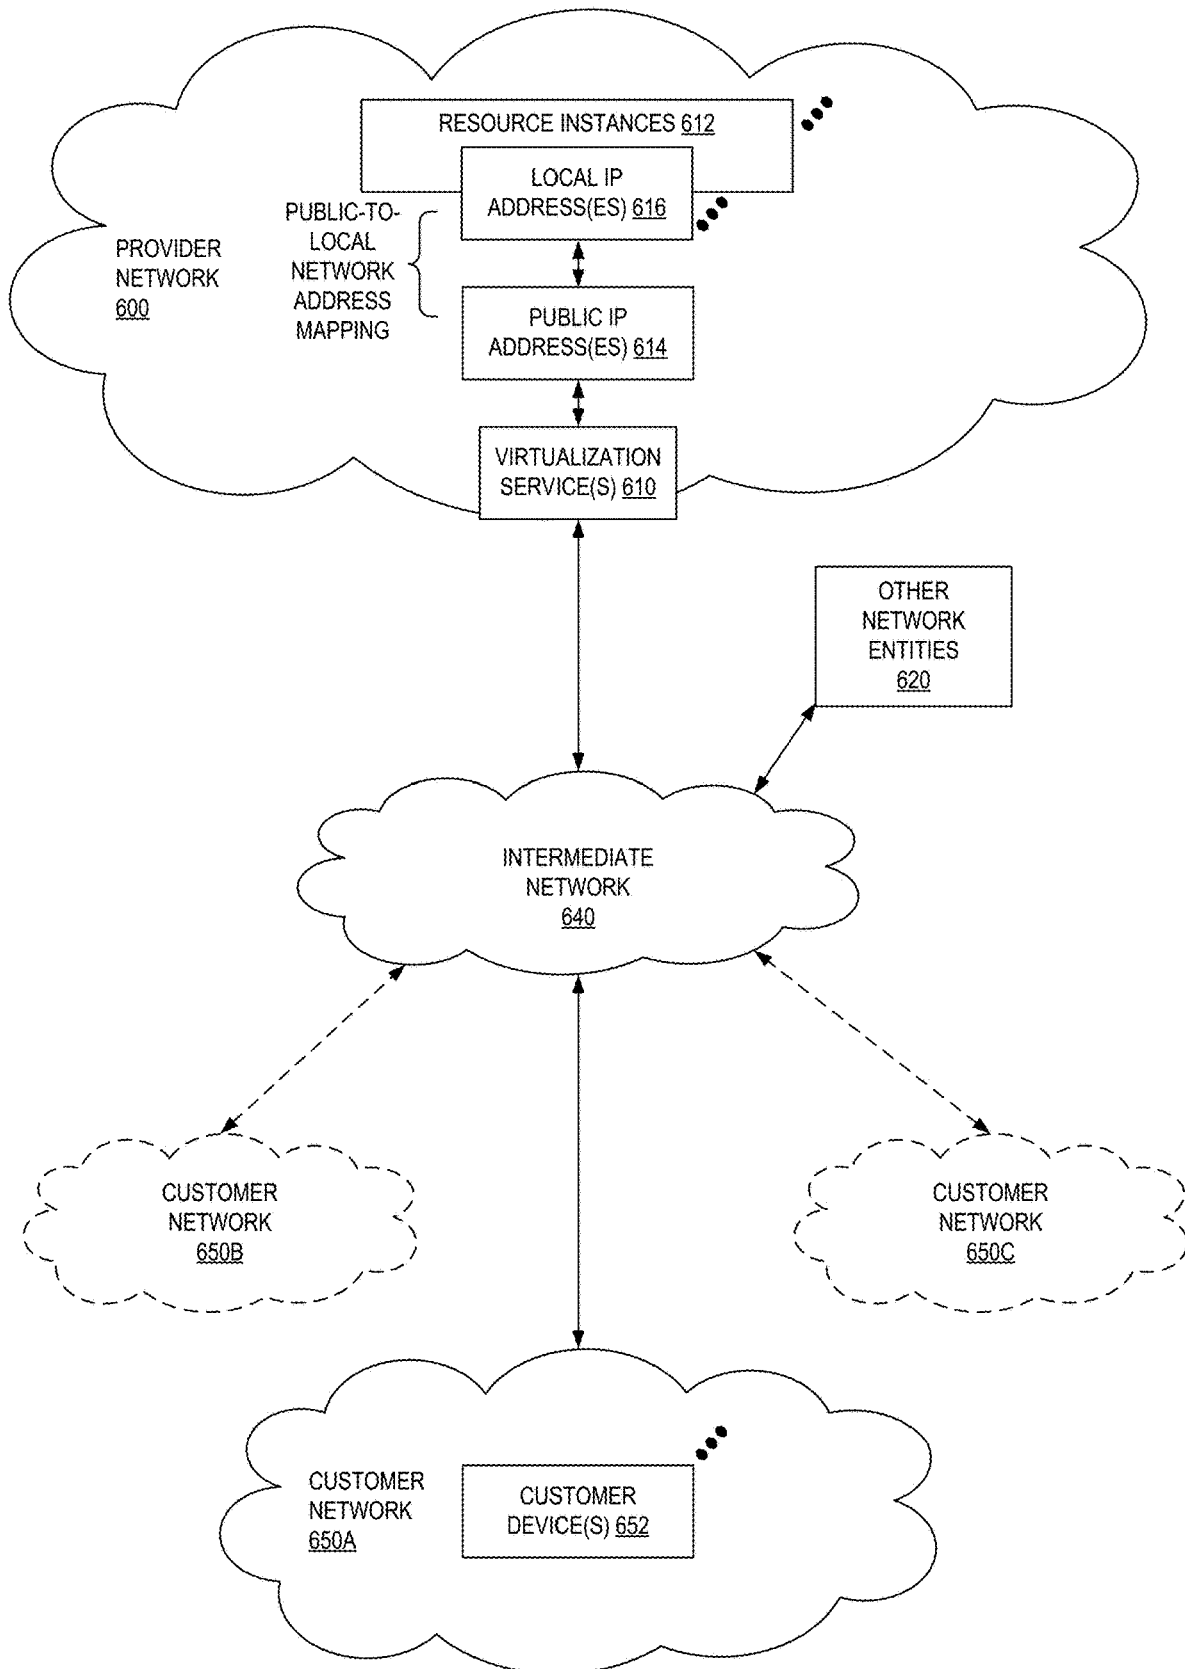 RESOURCE INSTANCES 612
LOCAL IP
ADDRESS(ES) 616
PUBLIC-TO-
LOCAL
NETWORK
ADDRESS
MAPPING
PROVIDER
NETWORK
600
PUBLIC IP
ADDRESS(ES) 614
VIRTUALIZATION
SERVICE(S) 610
OTHER
NETWORK
ENTITIES
620
INTERMEDIATE
NETWORK
640
CUSTOMER
NETWORK
650B
CUSTOMER
NETWORK
650C
CUSTOMER
NETWORK
650A
CUSTOMER
DEVICE(S) 652